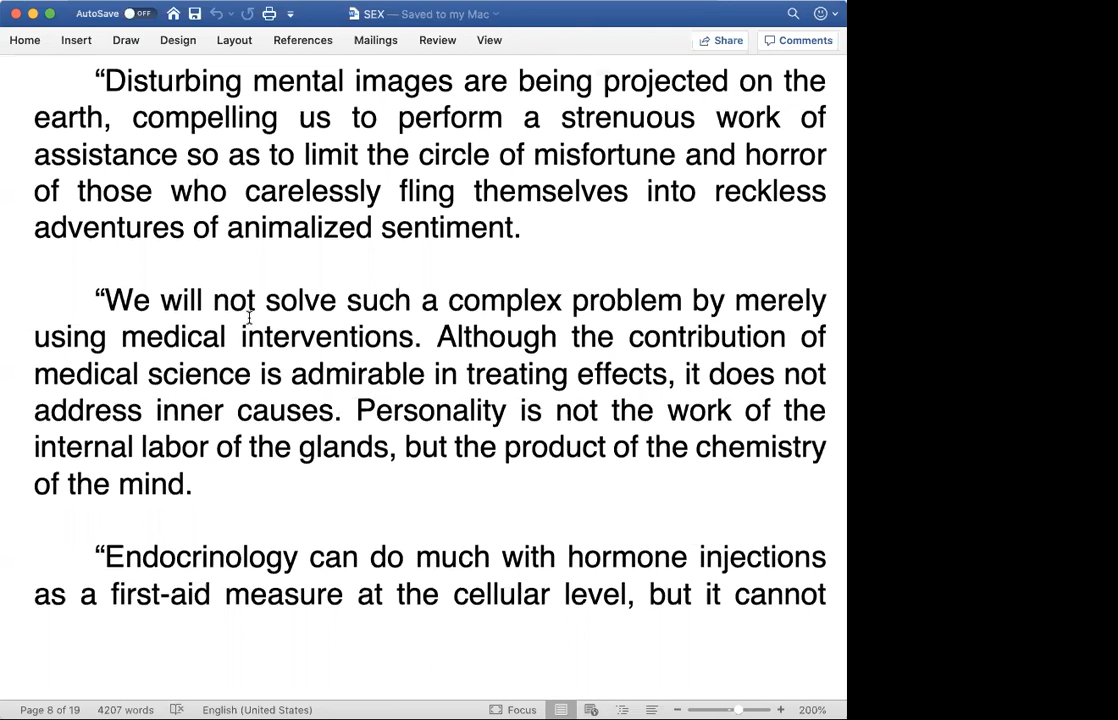 AutoSave OFF SEX — Saved to my Mac
Home Insert Draw Design Layout References Mailings Review View Share Comments
“Disturbing mental images are being projected on the
earth, compelling us to perform a strenuous work of
assistance so as to limit the circle of misfortune and horror
of those who carelessly fling themselves into reckless
adventures of animalized sentiment.
“We will not solve such a complex problem by merely
using medical interventions. Although the contribution of
medical science is admirable in treating effects, it does not
address inner causes. Personality is not the work of the
internal labor of the glands, but the product of the chemistry
of the mind.
“Endocrinology can do much with hormone injections
as a first-aid measure at the cellular level, but it cannot
Page 8 of 19 4207 words English (United States) Focus 200%